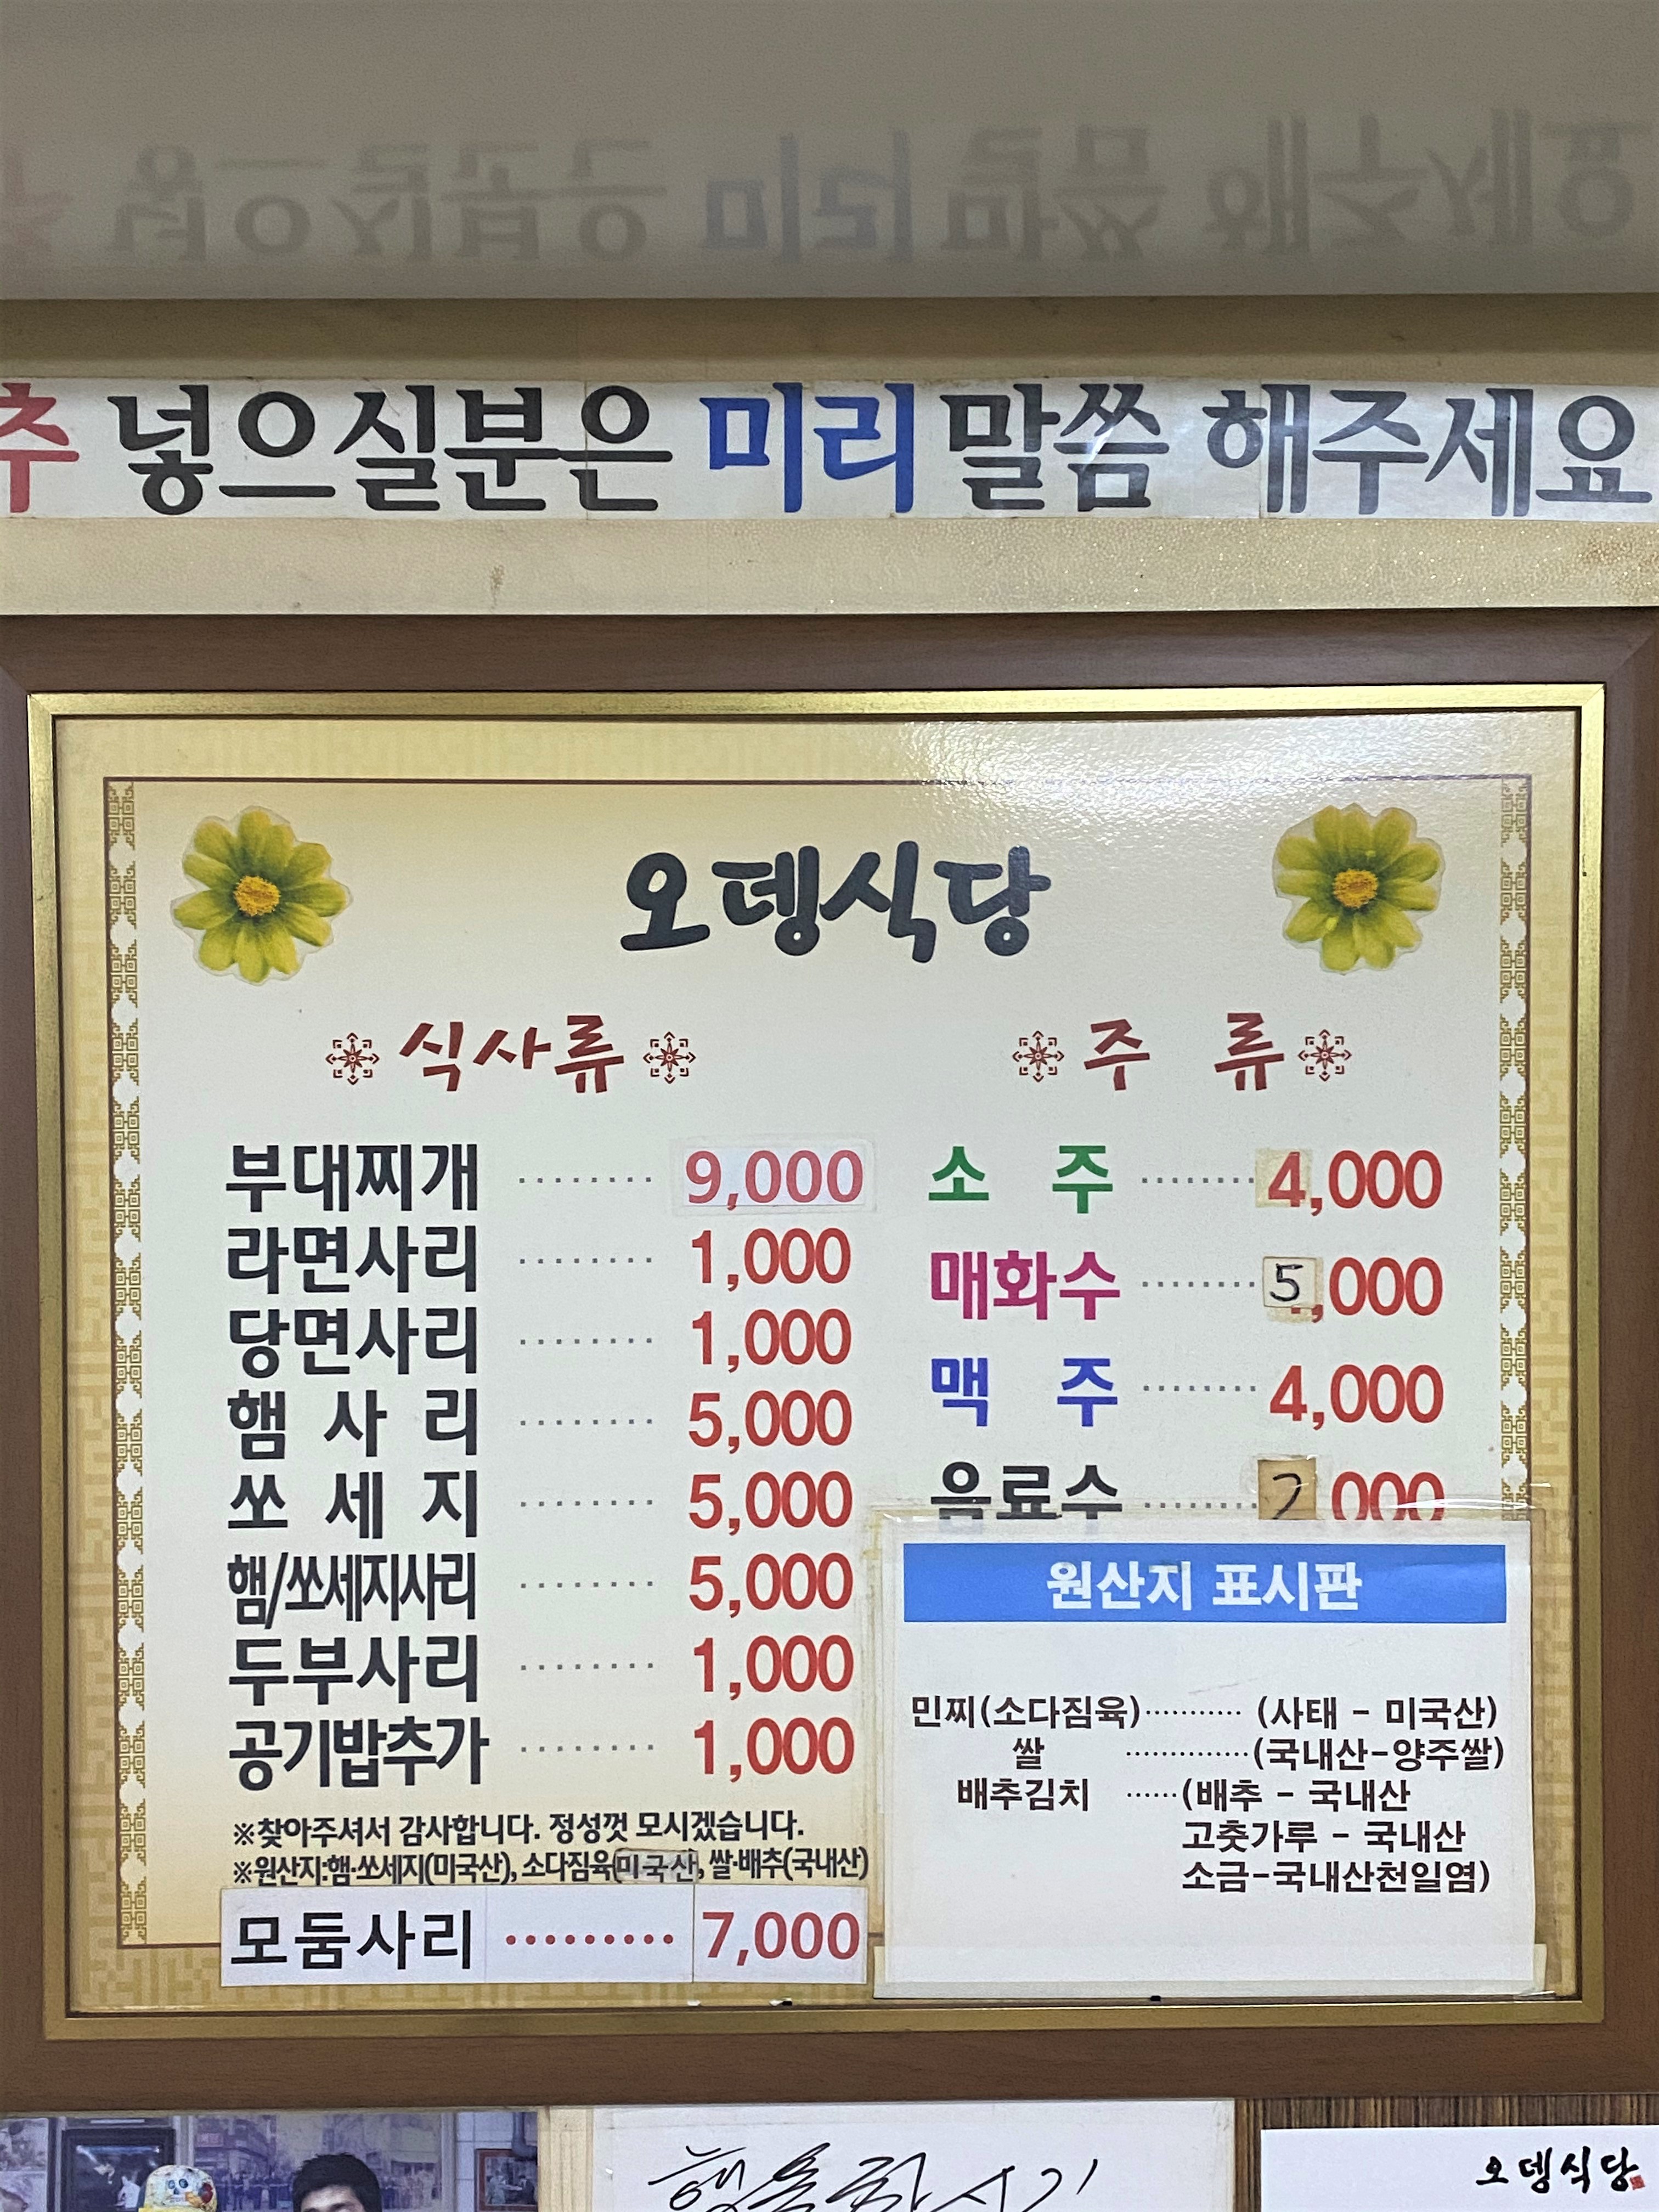 추 넣으실분은 미리 말씀 해주세요
오뎅식당
식사류
부대찌개 ........ 9,000
라면사리 ........ 1,000
당면사리 ........ 1,000
햄 사 리 ........ 5,000
쏘 세 지 ........ 5,000
햄/쏘세지사리 ........ 5,000
두부사리 ........ 1,000
공기밥추가 ........ 1,000
※찾아주셔서 감사합니다. 정성껏 모시겠습니다.
※원산지:햄·쏘세지(미국산), 소다짐육(미국산), 쌀·배추(국내산)
모둠사리 ......... 7,000
주 류
소 주 ........ 4,000
매화수 ........ 5,000
맥 주 ........ 4,000
음료수 ........ 2,000
원산지 표시판
민찌(소다짐육)........... (사태 - 미국산)
쌀 ..............(국내산-양주쌀)
배추김치 ......(배추 - 국내산
고춧가루 - 국내산
소금-국내산천일염)
오뎅식당